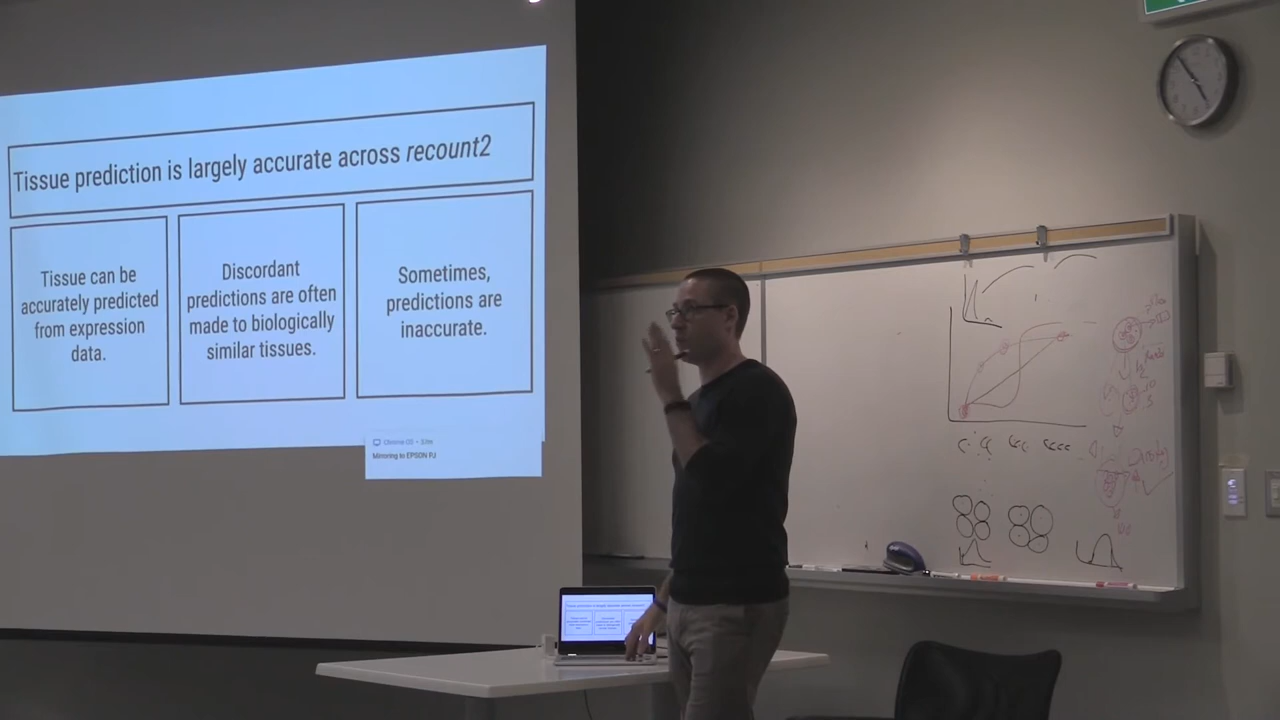 Tissue prediction is largely accurate across recount2
Tissue can be
accurately predicted
from expression
data.
Discordant
predictions are often
made to biologically
similar tissues.
Sometimes,
predictions are
inaccurate.
Mirroring to EPSON PJ